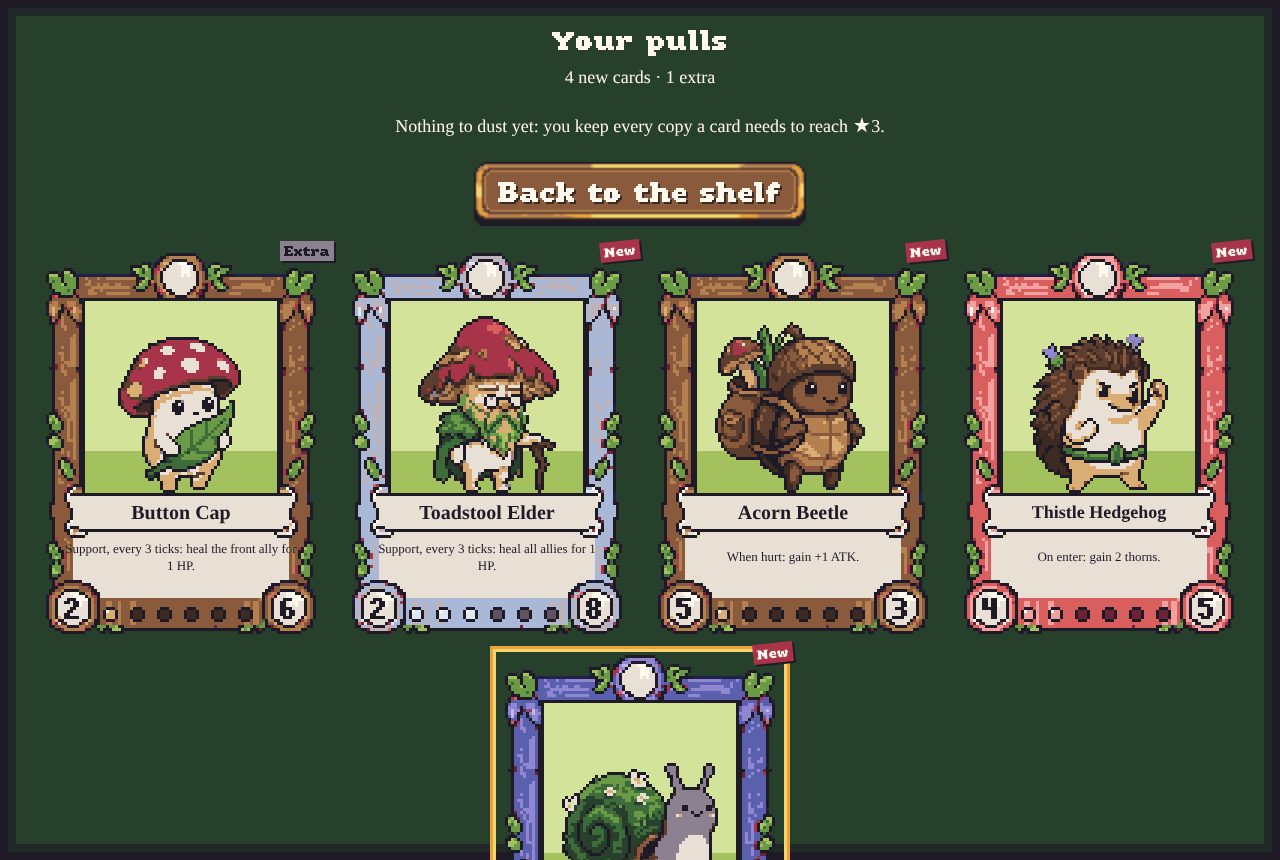 Your pulls
4 new cards · 1 extra
Nothing to dust yet: you keep every copy a card needs to reach ★3.
Back to the shelf
Extra
New
New
New
Button Cap
Toadstool Elder
Acorn Beetle
Thistle Hedgehog
Support, every 3 ticks: heal the front ally for
1 HP.
Support, every 3 ticks: heal all allies for 1
HP.
When hurt: gain +1 ATK.
On enter: gain 2 thorns.
2
6
2
8
5
3
4
5
New